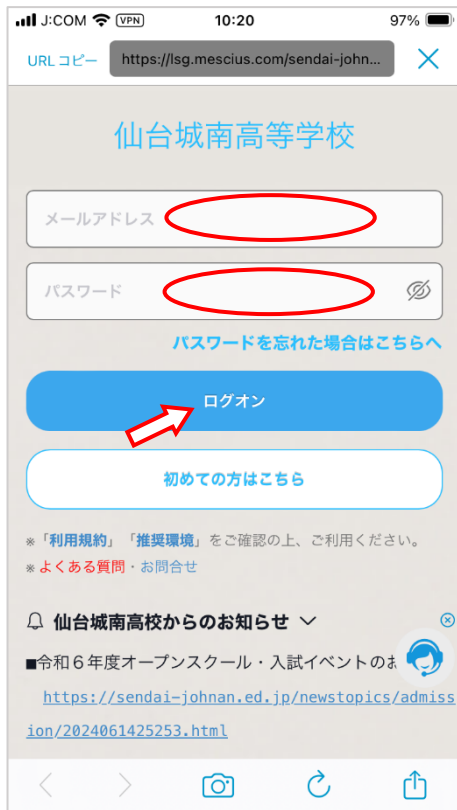 J:COM VPN 10:20 97%
URLコピー https://lsg.mescius.com/sendai-john...
仙台城南高等学校
メールアドレス
パスワード
パスワードを忘れた場合はこちらへ
ログオン
初めての方はこちら
※「利用規約」「推奨環境」をご確認の上、ご利用ください。
※よくある質問・お問合せ
仙台城南高校からのお知らせ
■令和６年度オープンスクール・入試イベントのお
https://sendai-johnan.ed.jp/newstopics/admiss
ion/2024061425253.html